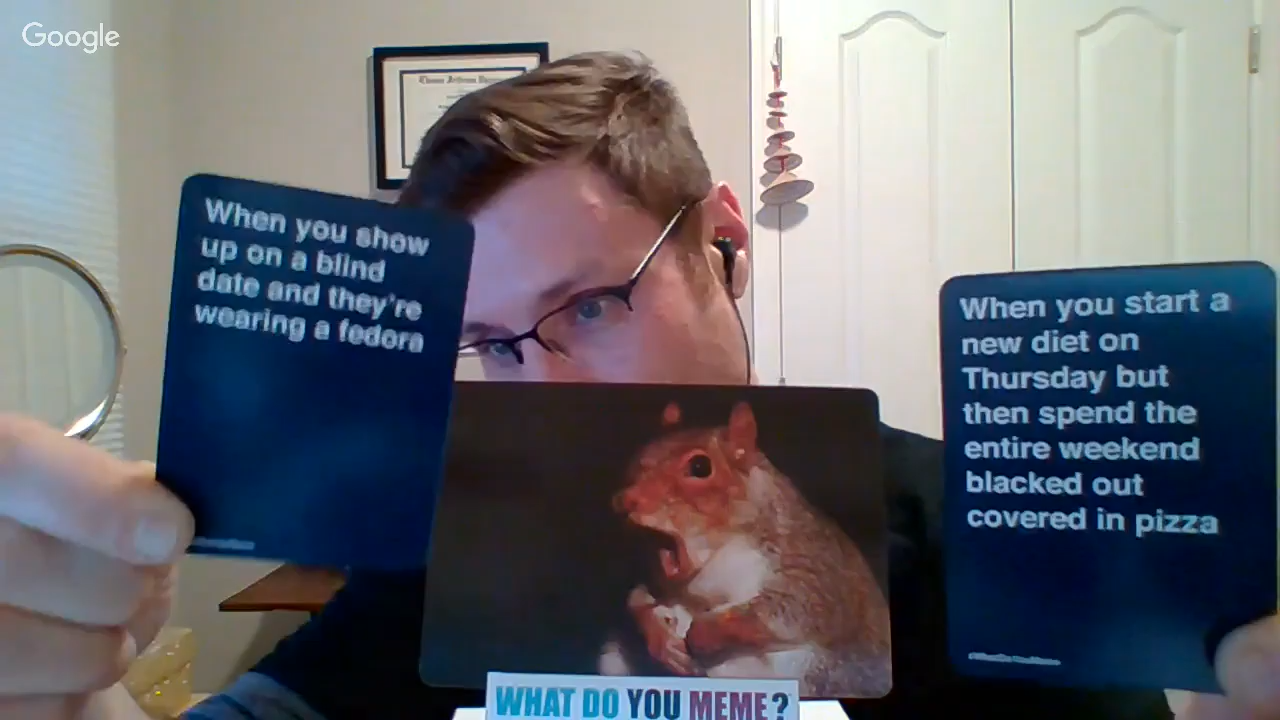 Google
When you show
up on a blind
date and they're
wearing a fedora
When you start a
new diet on
Thursday but
then spend the
entire weekend
blacked out
covered in pizza
WHAT DO YOU MEME?